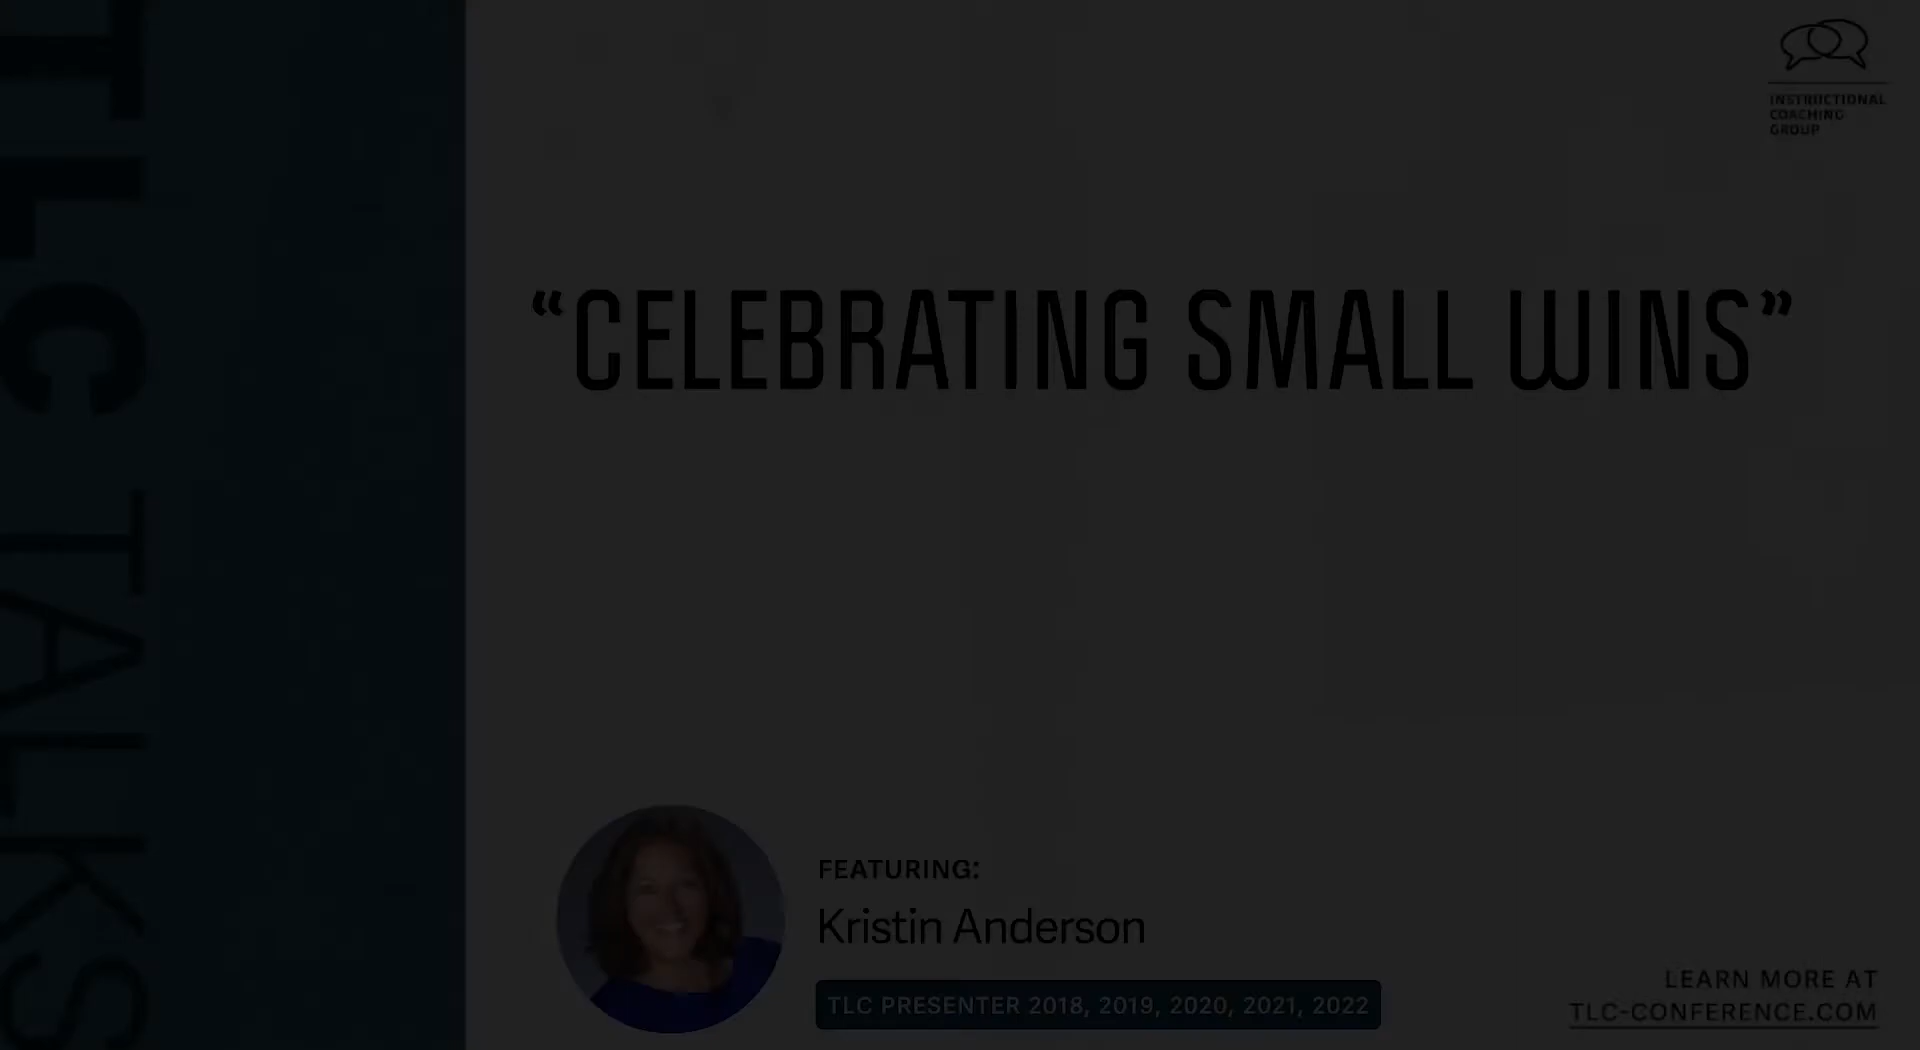 TLC TALKS
INSTRUCTIONAL
COACHING
GROUP
“CELEBRATING SMALL WINS”
FEATURING:
Kristin Anderson
TLC PRESENTER 2018, 2019, 2020, 2021, 2022
LEARN MORE AT
TLC-CONFERENCE.COM